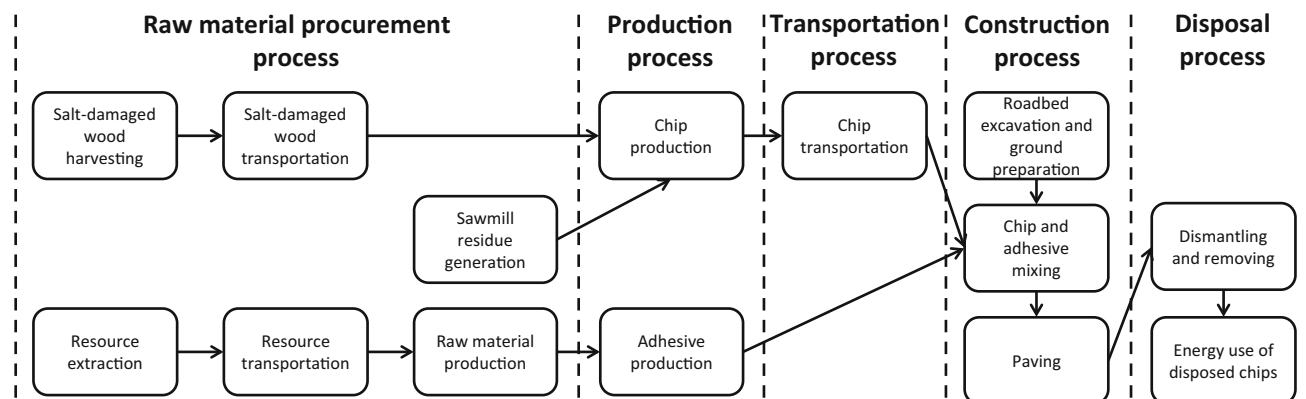 Raw material procurement
process
Production
process
Transportation
process
Construction
process
Disposal
process
Salt-damaged
wood
harvesting
Salt-damaged
wood
transportation
Chip
production
Chip
transportation
Roadbed
excavation and
ground
preparation
Sawmill
residue
generation
Chip and
adhesive
mixing
Dismantling
and removing
Resource
extraction
Resource
transportation
Raw material
production
Adhesive
production
Paving
Energy use of
disposed chips